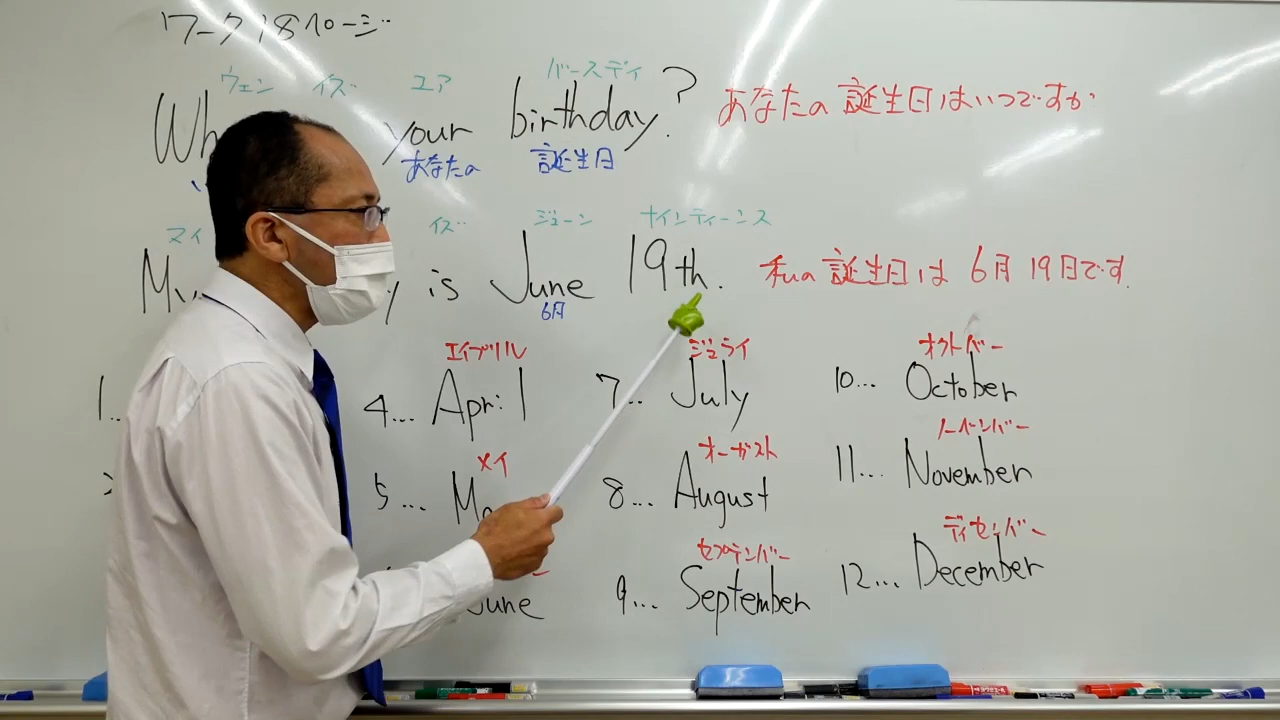 ワーク18ページ
ウェン イズ ユア バースディ
Wh your birthday? あなたの誕生日はいつですか
あなたの 誕生日
マイ イズ ジューン ナインティーンス
My is June 19th. 私の誕生日は6月19日です.
6月
エイプリル ジュライ オクトバー
1... 4... April 7... July 10... October
メイ オーガスト ノーベンバー
5... Ma 8... August 11... November
セプテンバー ディセンバー
June 9... September 12... December